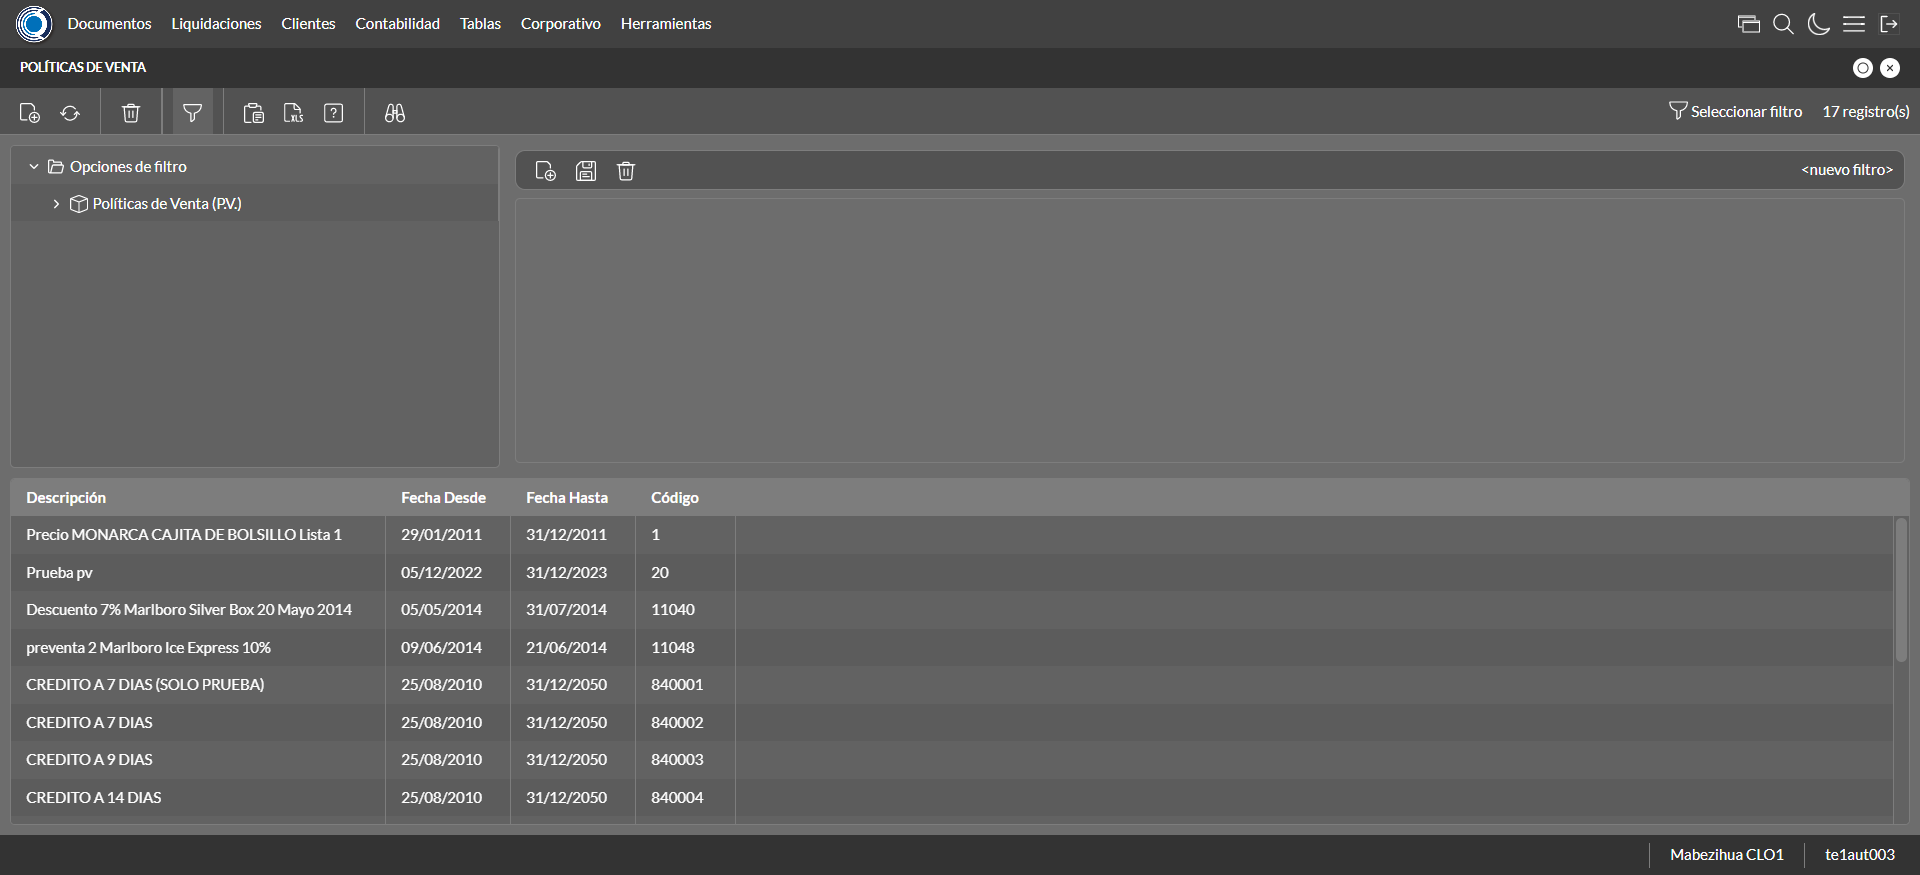 Documentos Liquidaciones Clientes Contabilidad Tablas Corporativo Herramientas
POLÍTICAS DE VENTA
XLS ? Seleccionar filtro 17 registro(s)
Opciones de filtro
Políticas de Venta (P.V.)
<nuevo filtro>
Descripción Fecha Desde Fecha Hasta Código
Precio MONARCA CAJITA DE BOLSILLO Lista 1 29/01/2011 31/12/2011 1
Prueba pv 05/12/2022 31/12/2023 20
Descuento 7% Marlboro Silver Box 20 Mayo 2014 05/05/2014 31/07/2014 11040
preventa 2 Marlboro Ice Express 10% 09/06/2014 21/06/2014 11048
CREDITO A 7 DIAS (SOLO PRUEBA) 25/08/2010 31/12/2050 840001
CREDITO A 7 DIAS 25/08/2010 31/12/2050 840002
CREDITO A 9 DIAS 25/08/2010 31/12/2050 840003
CREDITO A 14 DIAS 25/08/2010 31/12/2050 840004
Mabezihua CLO1 te1aut003